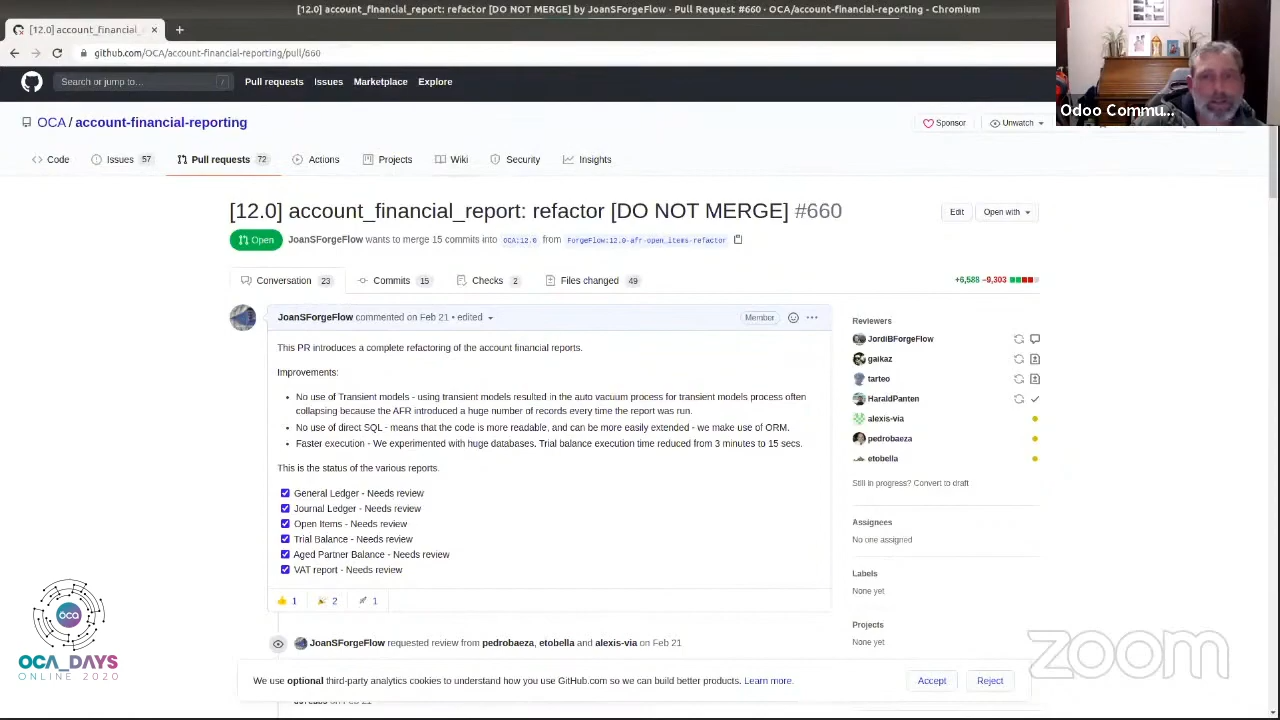 [12.0] account_financial_report: refactor [DO NOT MERGE] by JoanSForgeFlow · Pull Request #660 · OCA/account-financial-reporting - Chromium
[12.0] account_financial_rep
github.com/OCA/account-financial-reporting/pull/660
Search or jump to…
/
Pull requests
Issues
Marketplace
Explore
Odoo Commu...
OCA / account-financial-reporting
Sponsor
Unwatch
Code
Issues 57
Pull requests 72
Actions
Projects
Wiki
Security
Insights
[12.0] account_financial_report: refactor [DO NOT MERGE] #660
Edit
Open with
Open
JoanSForgeFlow wants to merge 15 commits into OCA:12.0 from ForgeFlow:12.0-afr-open_items-refactor
Conversation 23
Commits 15
Checks 2
Files changed 49
+6,588 −9,303
JoanSForgeFlow commented on Feb 21 • edited
Member
This PR introduces a complete refactoring of the account financial reports.
Improvements:
• No use of Transient models - using transient models resulted in the auto vacuum process for transient models process often
collapsing because the AFR introduced a huge number of records every time the report was run.
• No use of direct SQL - means that the code is more readable, and can be more easily extended - we make use of ORM.
• Faster execution - We experimented with huge databases. Trial balance execution time reduced from 3 minutes to 15 secs.
This is the status of the various reports.
General Ledger - Needs review
Journal Ledger - Needs review
Open Items - Needs review
Trial Balance - Needs review
Aged Partner Balance - Needs review
VAT report - Needs review
1
2
1
JoanSForgeFlow requested review from pedrobaeza, etobella and alexis-via on Feb 21
Reviewers
JordiBForgeFlow
gaikaz
tarteo
HaraldPanten
alexis-via
pedrobaeza
etobella
Still in progress? Convert to draft
Assignees
No one assigned
Labels
None yet
Projects
None yet
We use optional third-party analytics cookies to understand how you use GitHub.com so we can build better products. Learn more.
Accept
Reject
oca
OCA_DAYS
ONLINE 2020
zoom